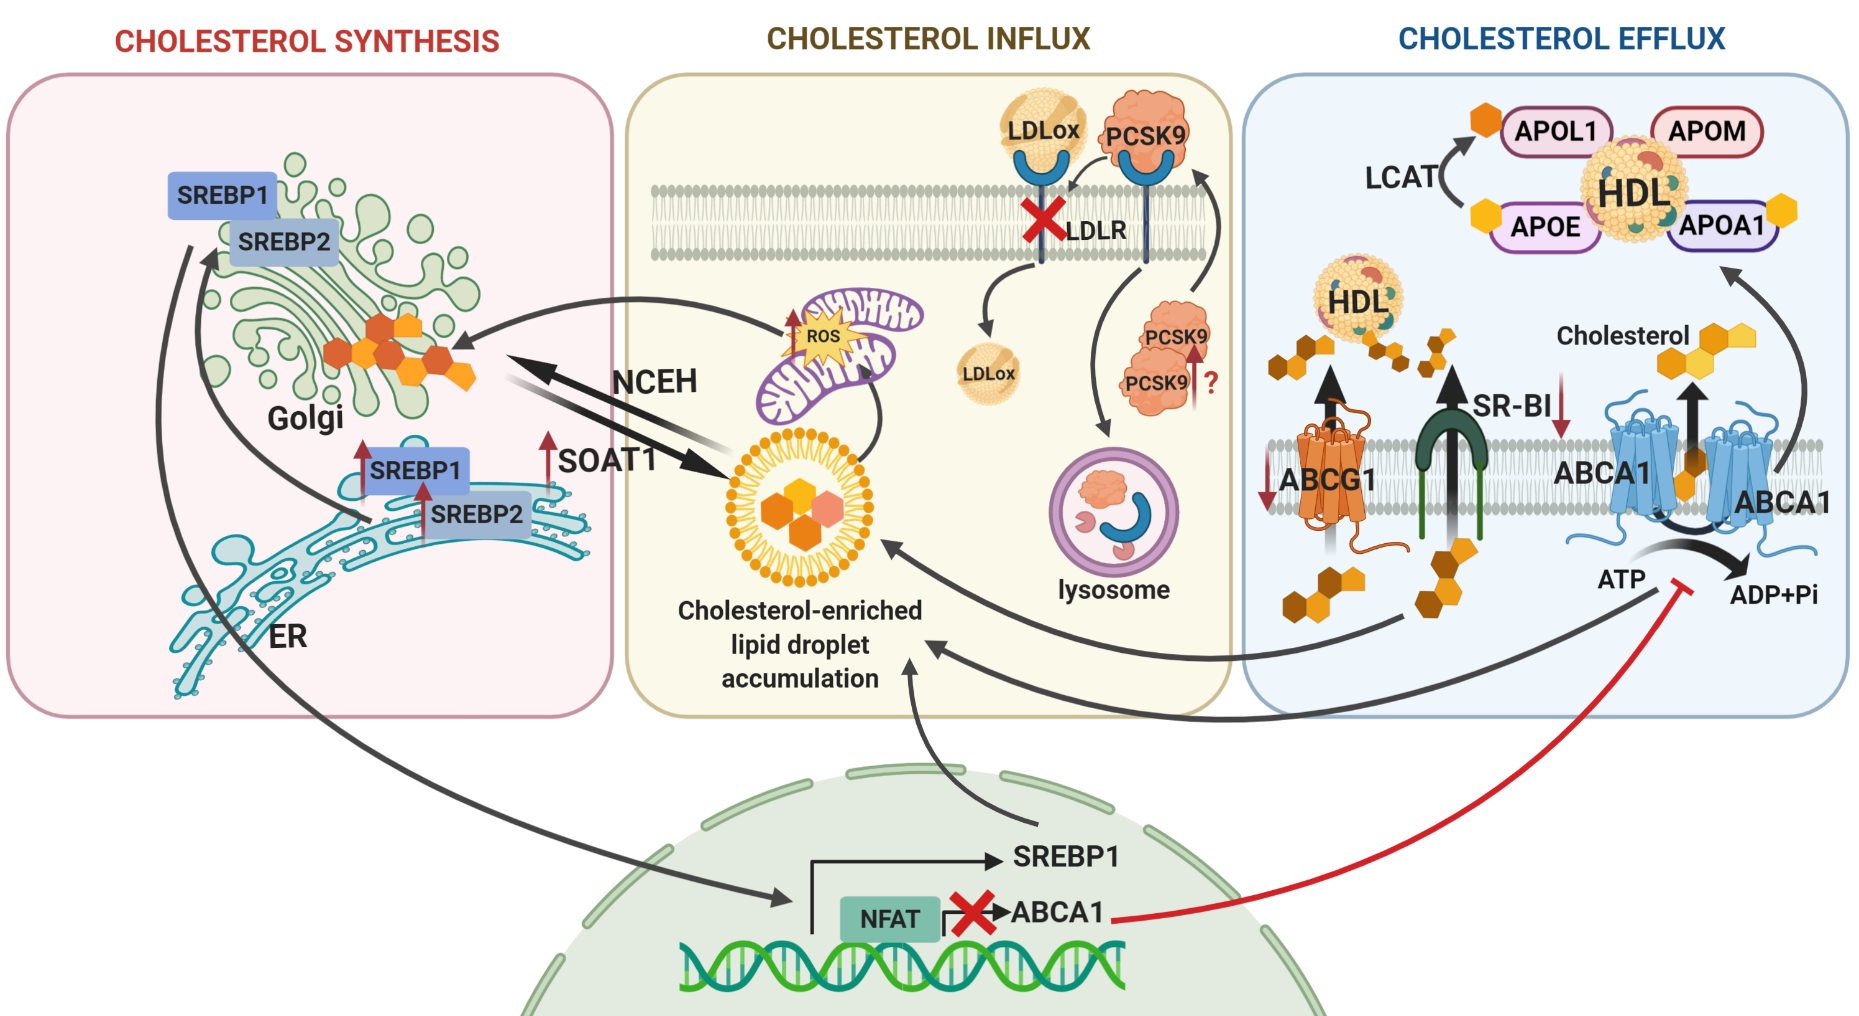 CHOLESTEROL SYNTHESIS
SREBP1
SREBP2
Golgi
SREBP1
SREBP2
SOAT1
ER
NCEH
CHOLESTEROL INFLUX
LDLox
PCSK9
LDLR
ROS
LDLox
PCSK9
PCSK9
?
lysosome
Cholesterol-enriched
lipid droplet
accumulation
CHOLESTEROL EFFLUX
APOL1
APOM
LCAT
HDL
APOE
APOA1
HDL
Cholesterol
SR-BI
ABCG1
ABCA1
ABCA1
ATP
ADP+Pi
SREBP1
NFAT
ABCA1